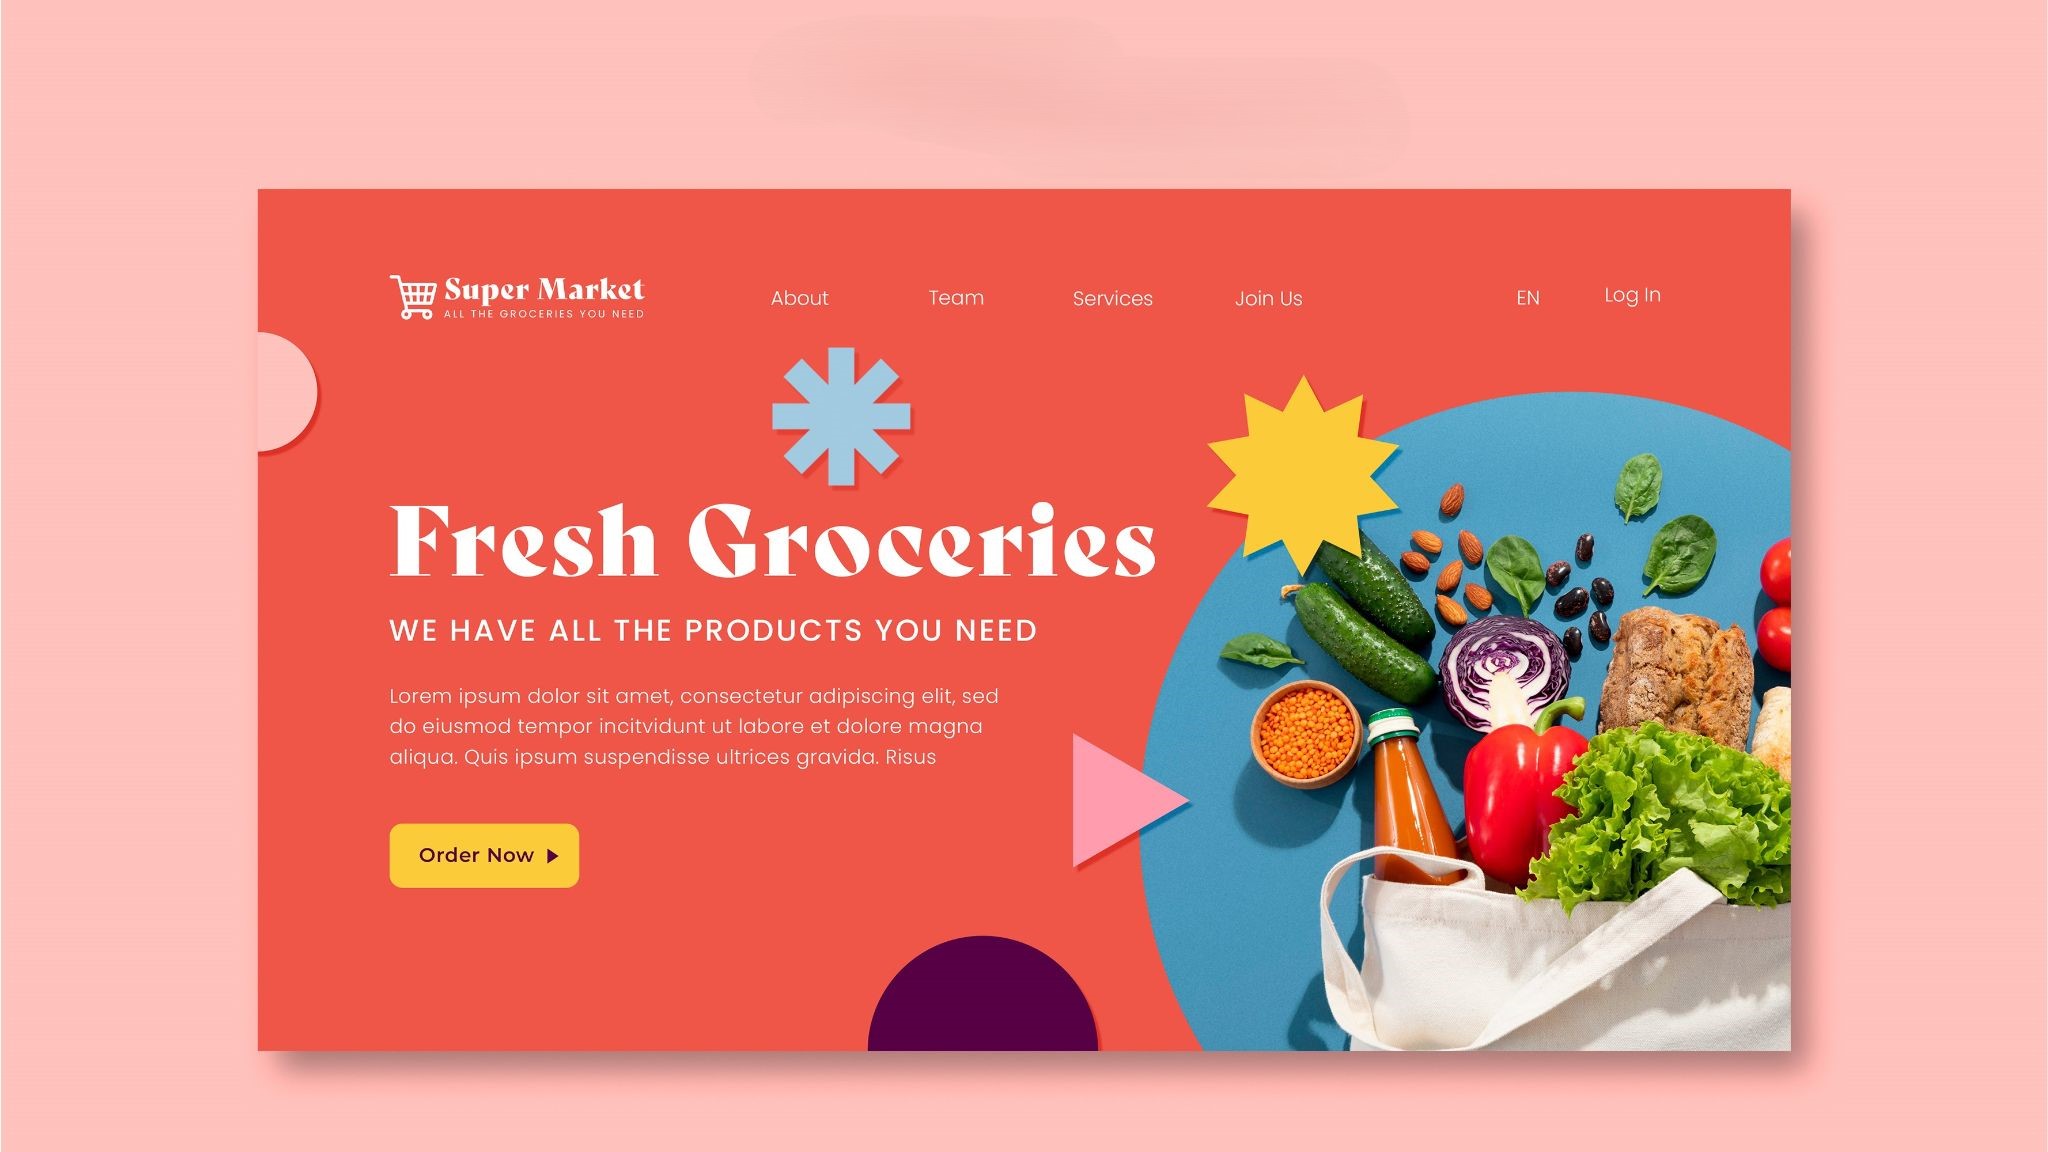 Super Market
ALL THE GROCERIES YOU NEED
About
Team
Services
Join Us
EN
Log In
Fresh Groceries
WE HAVE ALL THE PRODUCTS YOU NEED
Lorem ipsum dolor sit amet, consectetur adipiscing elit, sed
do eiusmod tempor incitvidunt ut labore et dolore magna
aliqua. Quis ipsum suspendisse ultrices gravida. Risus
Order Now